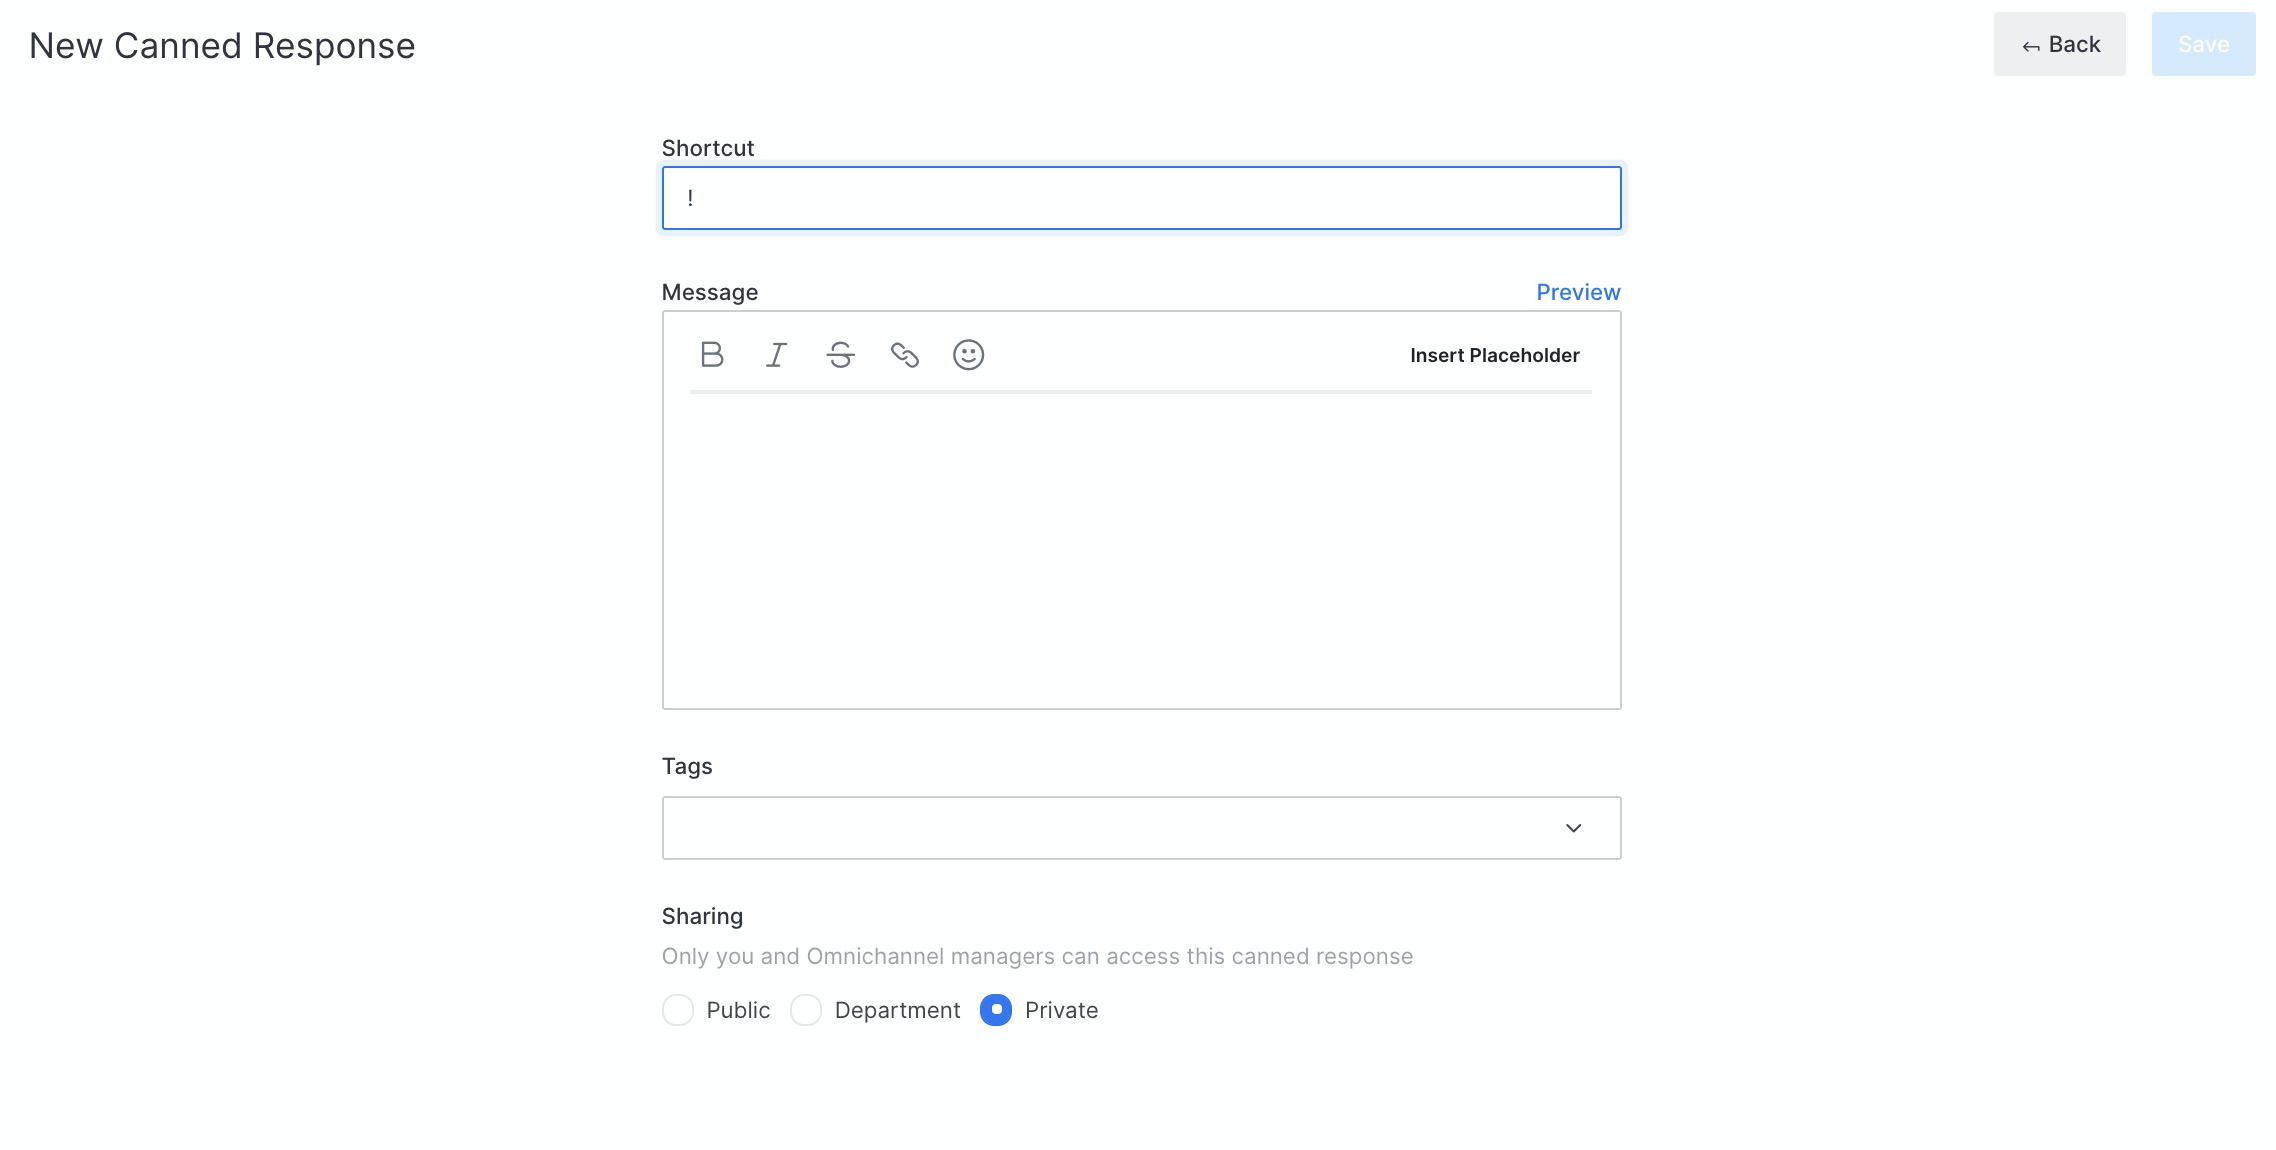 New Canned Response
Back
Save
Shortcut
!
Message
Preview
Insert Placeholder
Tags
Sharing
Only you and Omnichannel managers can access this canned response
Public
Department
Private